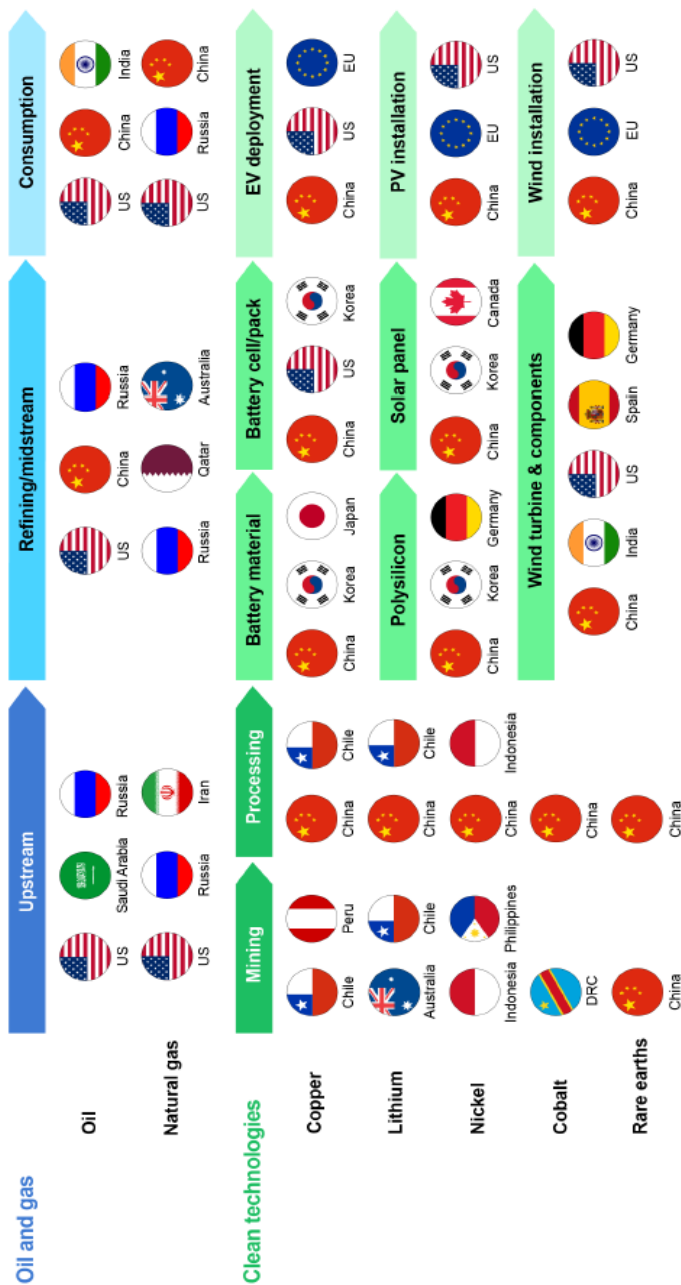 Oil and gas
Upstream
Refining/midstream
Consumption
Oil
US
Saudi Arabia
Russia
US
China
Russia
US
China
India
Natural gas
US
Russia
Iran
Russia
Qatar
Australia
US
Russia
China
Clean technologies
Mining
Processing
Battery material
Battery cell/pack
EV deployment
Copper
Chile
Peru
China
Chile
China
Korea
Japan
China
US
Korea
China
US
EU
Polysilicon
Solar panel
PV installation
Lithium
Australia
Chile
China
Chile
Nickel
Indonesia
Philippines
China
Indonesia
China
Korea
Germany
China
Korea
Canada
China
EU
US
Wind turbine & components
Wind installation
Cobalt
DRC
China
Rare earths
China
China
China
India
US
Spain
Germany
China
EU
US